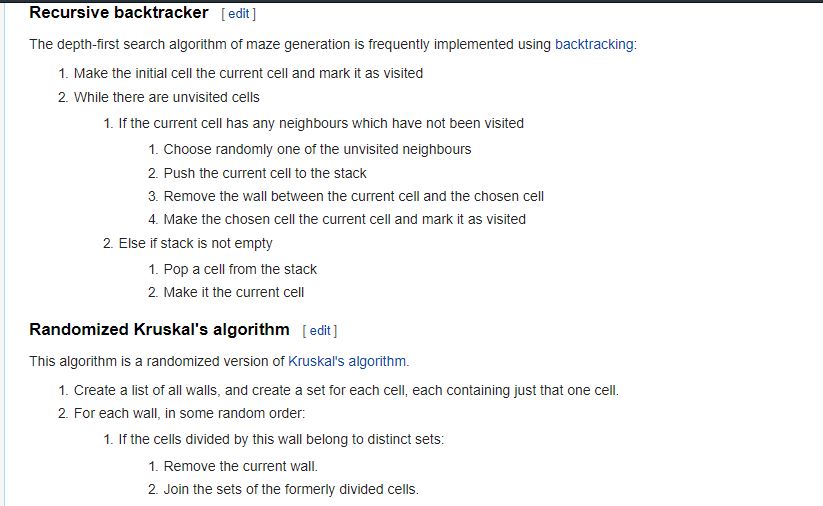 Recursive backtracker [ edit ]
The depth-first search algorithm of maze generation is frequently implemented using backtracking:
1. Make the initial cell the current cell and mark it as visited
2. While there are unvisited cells
1. If the current cell has any neighbours which have not been visited
1. Choose randomly one of the unvisited neighbours
2. Push the current cell to the stack
3. Remove the wall between the current cell and the chosen cell
4. Make the chosen cell the current cell and mark it as visited
2. Else if stack is not empty
1. Pop a cell from the stack
2. Make it the current cell
Randomized Kruskal's algorithm [ edit ]
This algorithm is a randomized version of Kruskal's algorithm.
1. Create a list of all walls, and create a set for each cell, each containing just that one cell.
2. For each wall, in some random order:
1. If the cells divided by this wall belong to distinct sets:
1. Remove the current wall.
2. Join the sets of the formerly divided cells.